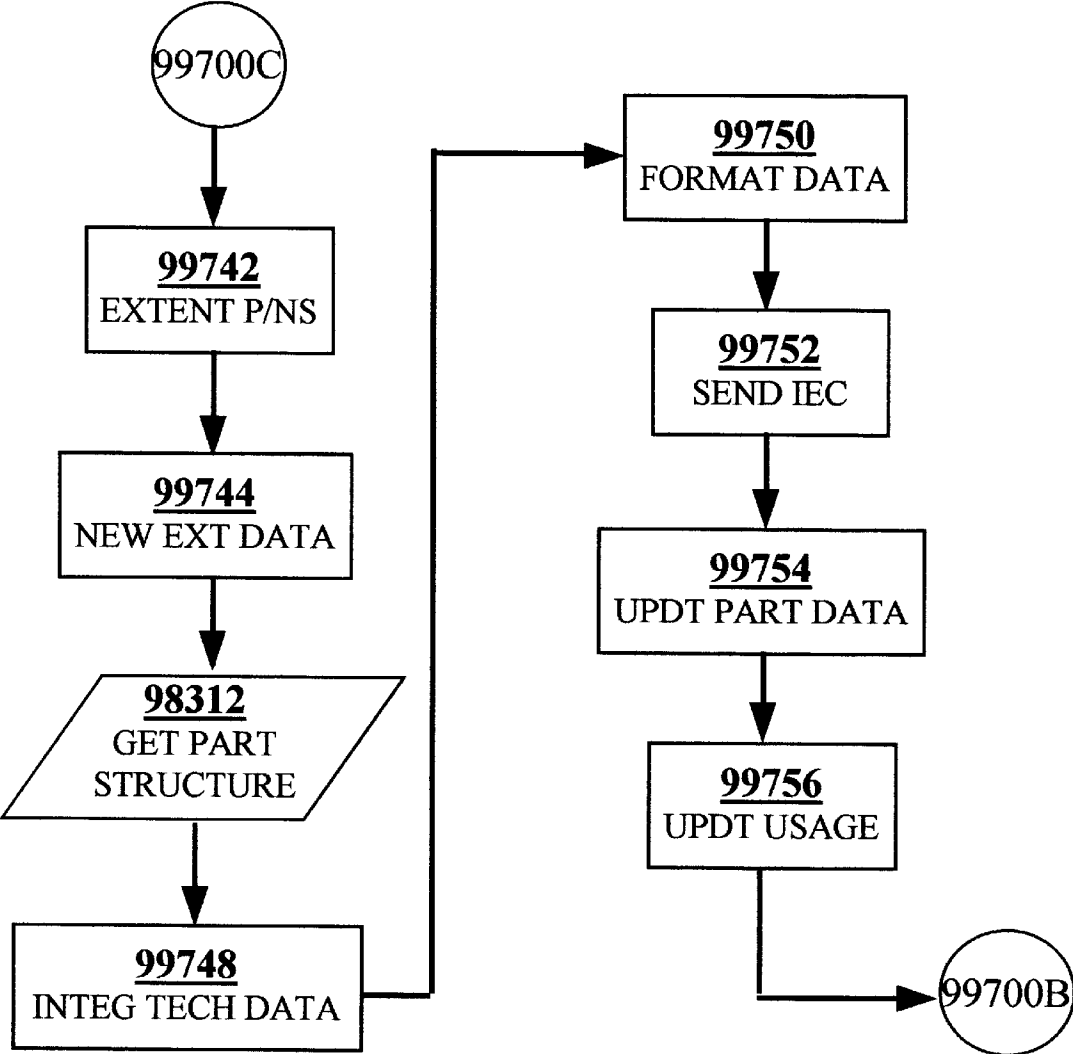 99700C
99742
EXTENT P/NS
99744
NEW EXT DATA
98312
GET PART
STRUCTURE
99748
INTEG TECH DATA
99750
FORMAT DATA
99752
SEND IEC
99754
UPDT PART DATA
99756
UPDT USAGE
99700B